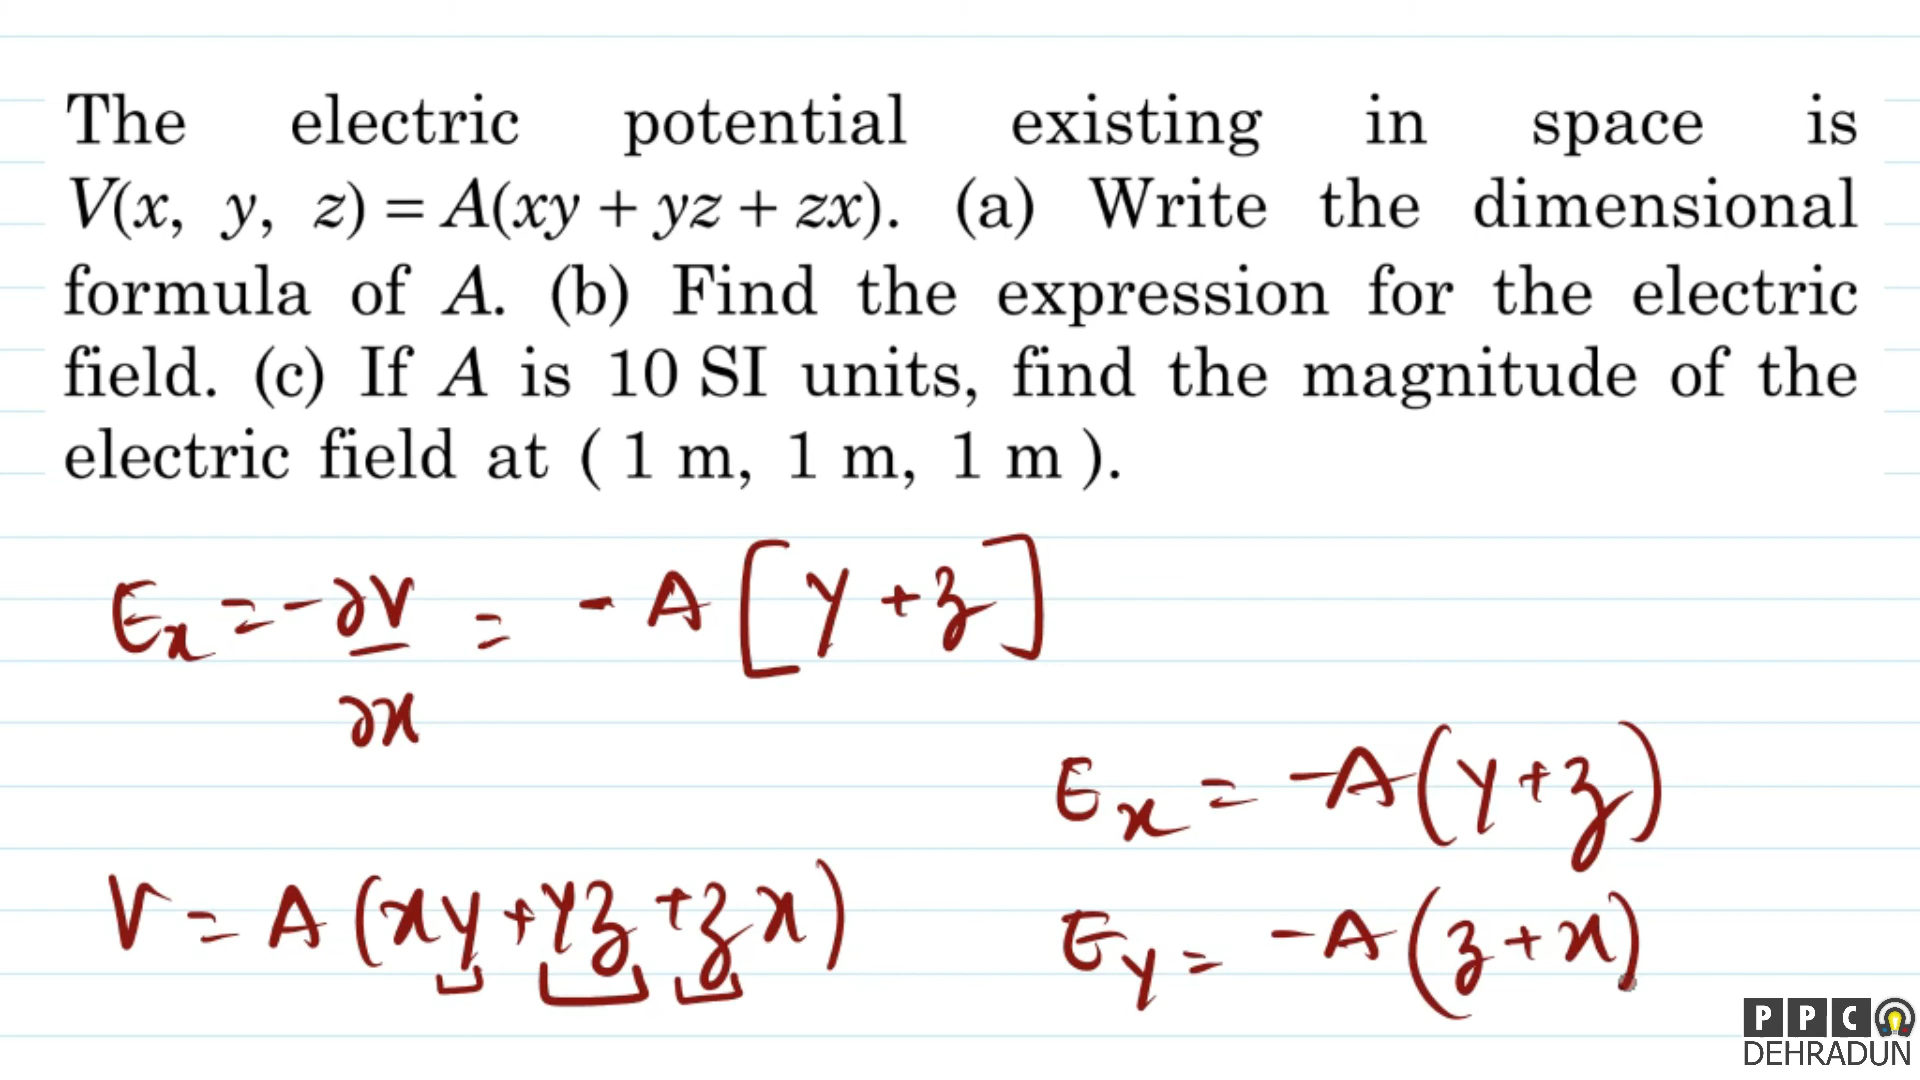 The electric potential existing in space is
V(x, y, z) = A(xy + yz + zx). (a) Write the dimensional
formula of A. (b) Find the expression for the electric
field. (c) If A is 10 SI units, find the magnitude of the
electric field at ( 1 m, 1 m, 1 m ).
Eₓ = -∂V/∂x = - A [y + z]
Eₓ = -A(y+z)
V = A (xy + yz + zx)
E_y = -A(z+x)
PPC
DEHRADUN